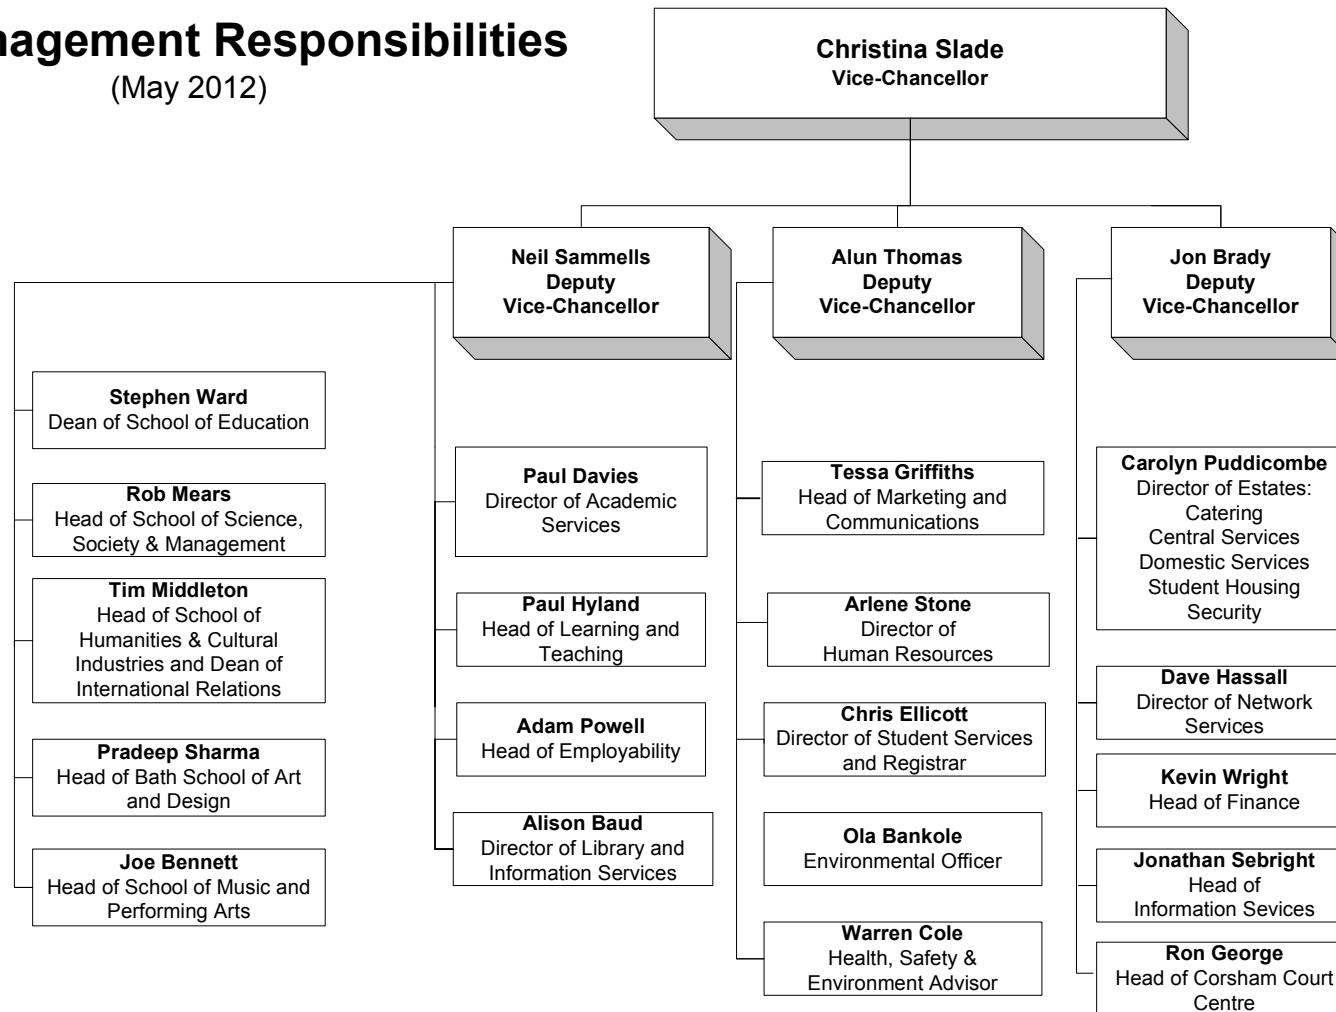 nagement Responsibilities
(May 2012)
Christina Slade
Vice-Chancellor
Neil Sammells
Deputy
Vice-Chancellor
Alun Thomas
Deputy
Vice-Chancellor
Jon Brady
Deputy
Vice-Chancellor
Stephen Ward
Dean of School of Education
Rob Mears
Head of School of Science,
Society & Management
Tim Middleton
Head of School of
Humanities & Cultural
Industries and Dean of
International Relations
Pradeep Sharma
Head of Bath School of Art
and Design
Joe Bennett
Head of School of Music and
Performing Arts
Paul Davies
Director of Academic
Services
Paul Hyland
Head of Learning and
Teaching
Adam Powell
Head of Employability
Alison Baud
Director of Library and
Information Services
Tessa Griffiths
Head of Marketing and
Communications
Arlene Stone
Director of
Human Resources
Chris Ellicott
Director of Student Services
and Registrar
Ola Bankole
Environmental Officer
Warren Cole
Health, Safety &
Environment Advisor
Carolyn Puddicombe
Director of Estates:
Catering
Central Services
Domestic Services
Student Housing
Security
Dave Hassall
Director of Network
Services
Kevin Wright
Head of Finance
Jonathan Sebright
Head of
Information Sevices
Ron George
Head of Corsham Court
Centre